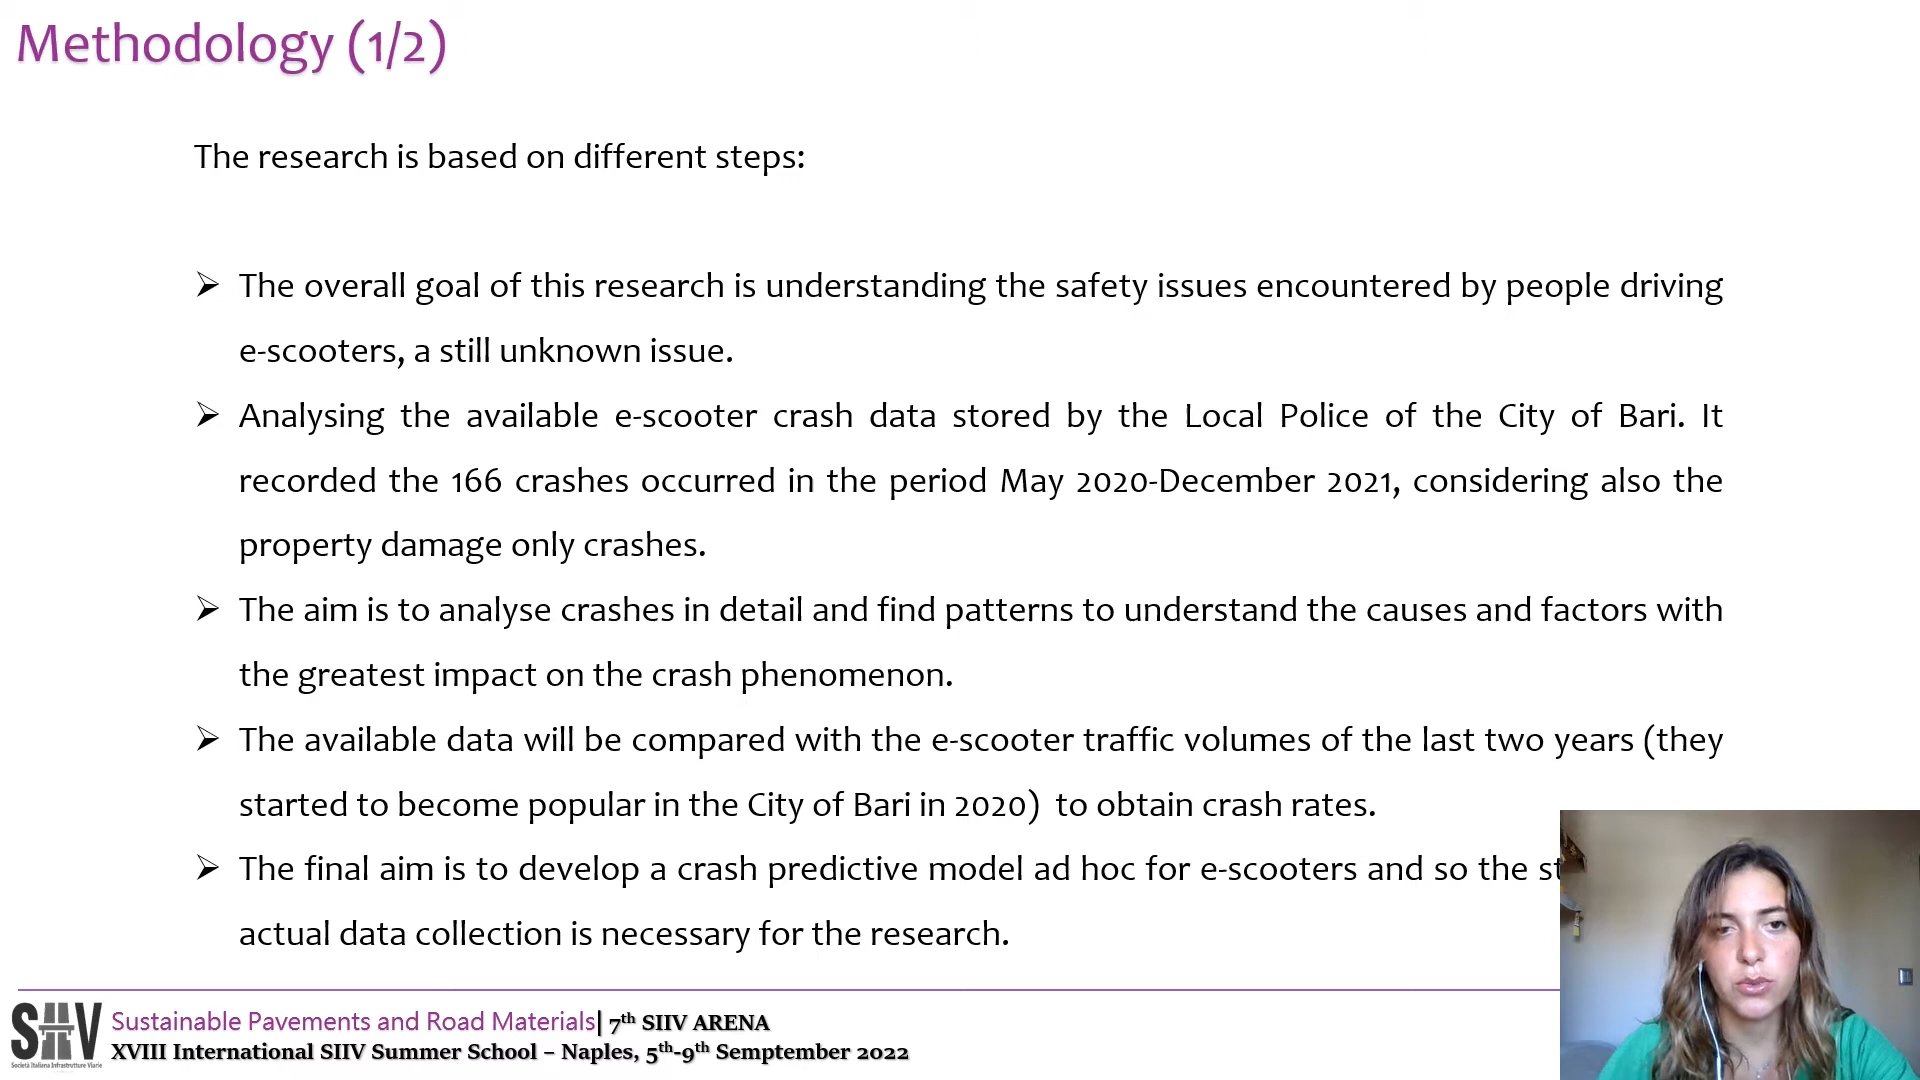 Methodology (1/2)
The research is based on different steps:
➢ The overall goal of this research is understanding the safety issues encountered by people driving
e-scooters, a still unknown issue.
➢ Analysing the available e-scooter crash data stored by the Local Police of the City of Bari. It
recorded the 166 crashes occurred in the period May 2020-December 2021, considering also the
property damage only crashes.
➢ The aim is to analyse crashes in detail and find patterns to understand the causes and factors with
the greatest impact on the crash phenomenon.
➢ The available data will be compared with the e-scooter traffic volumes of the last two years (they
started to become popular in the City of Bari in 2020) to obtain crash rates.
➢ The final aim is to develop a crash predictive model ad hoc for e-scooters and so the
actual data collection is necessary for the research.
SIIV
Società Italiana Infrastrutture Viarie
Sustainable Pavements and Road Materials| 7th SIIV ARENA
XVIII International SIIV Summer School – Naples, 5th-9th Semptember 2022